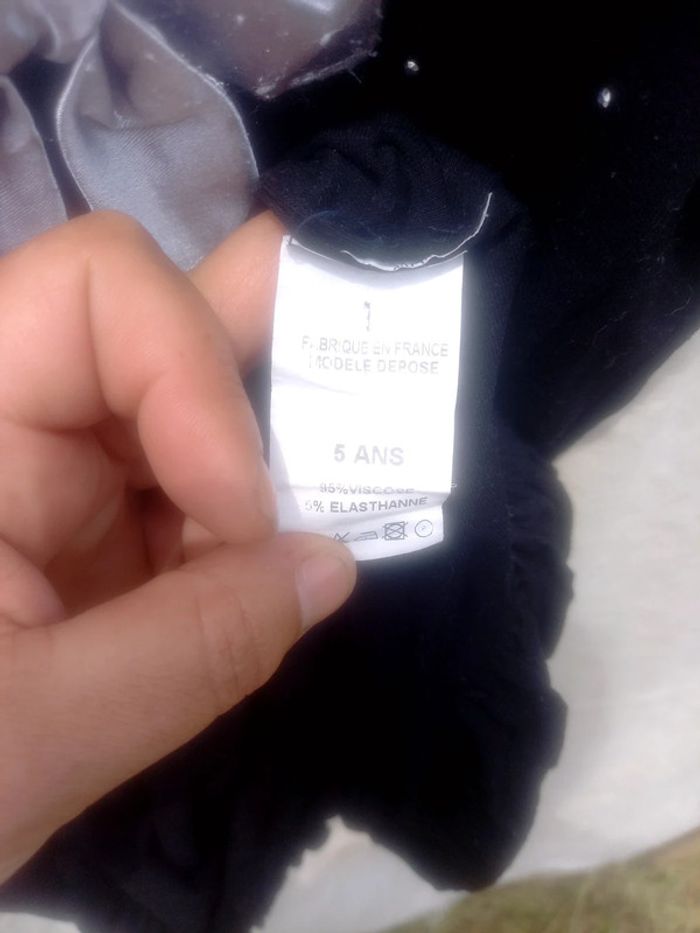 FABRIQUE EN FRANCE
MODELE DEPOSE
5 ANS
95%VISCOSE
5% ELASTHANNE